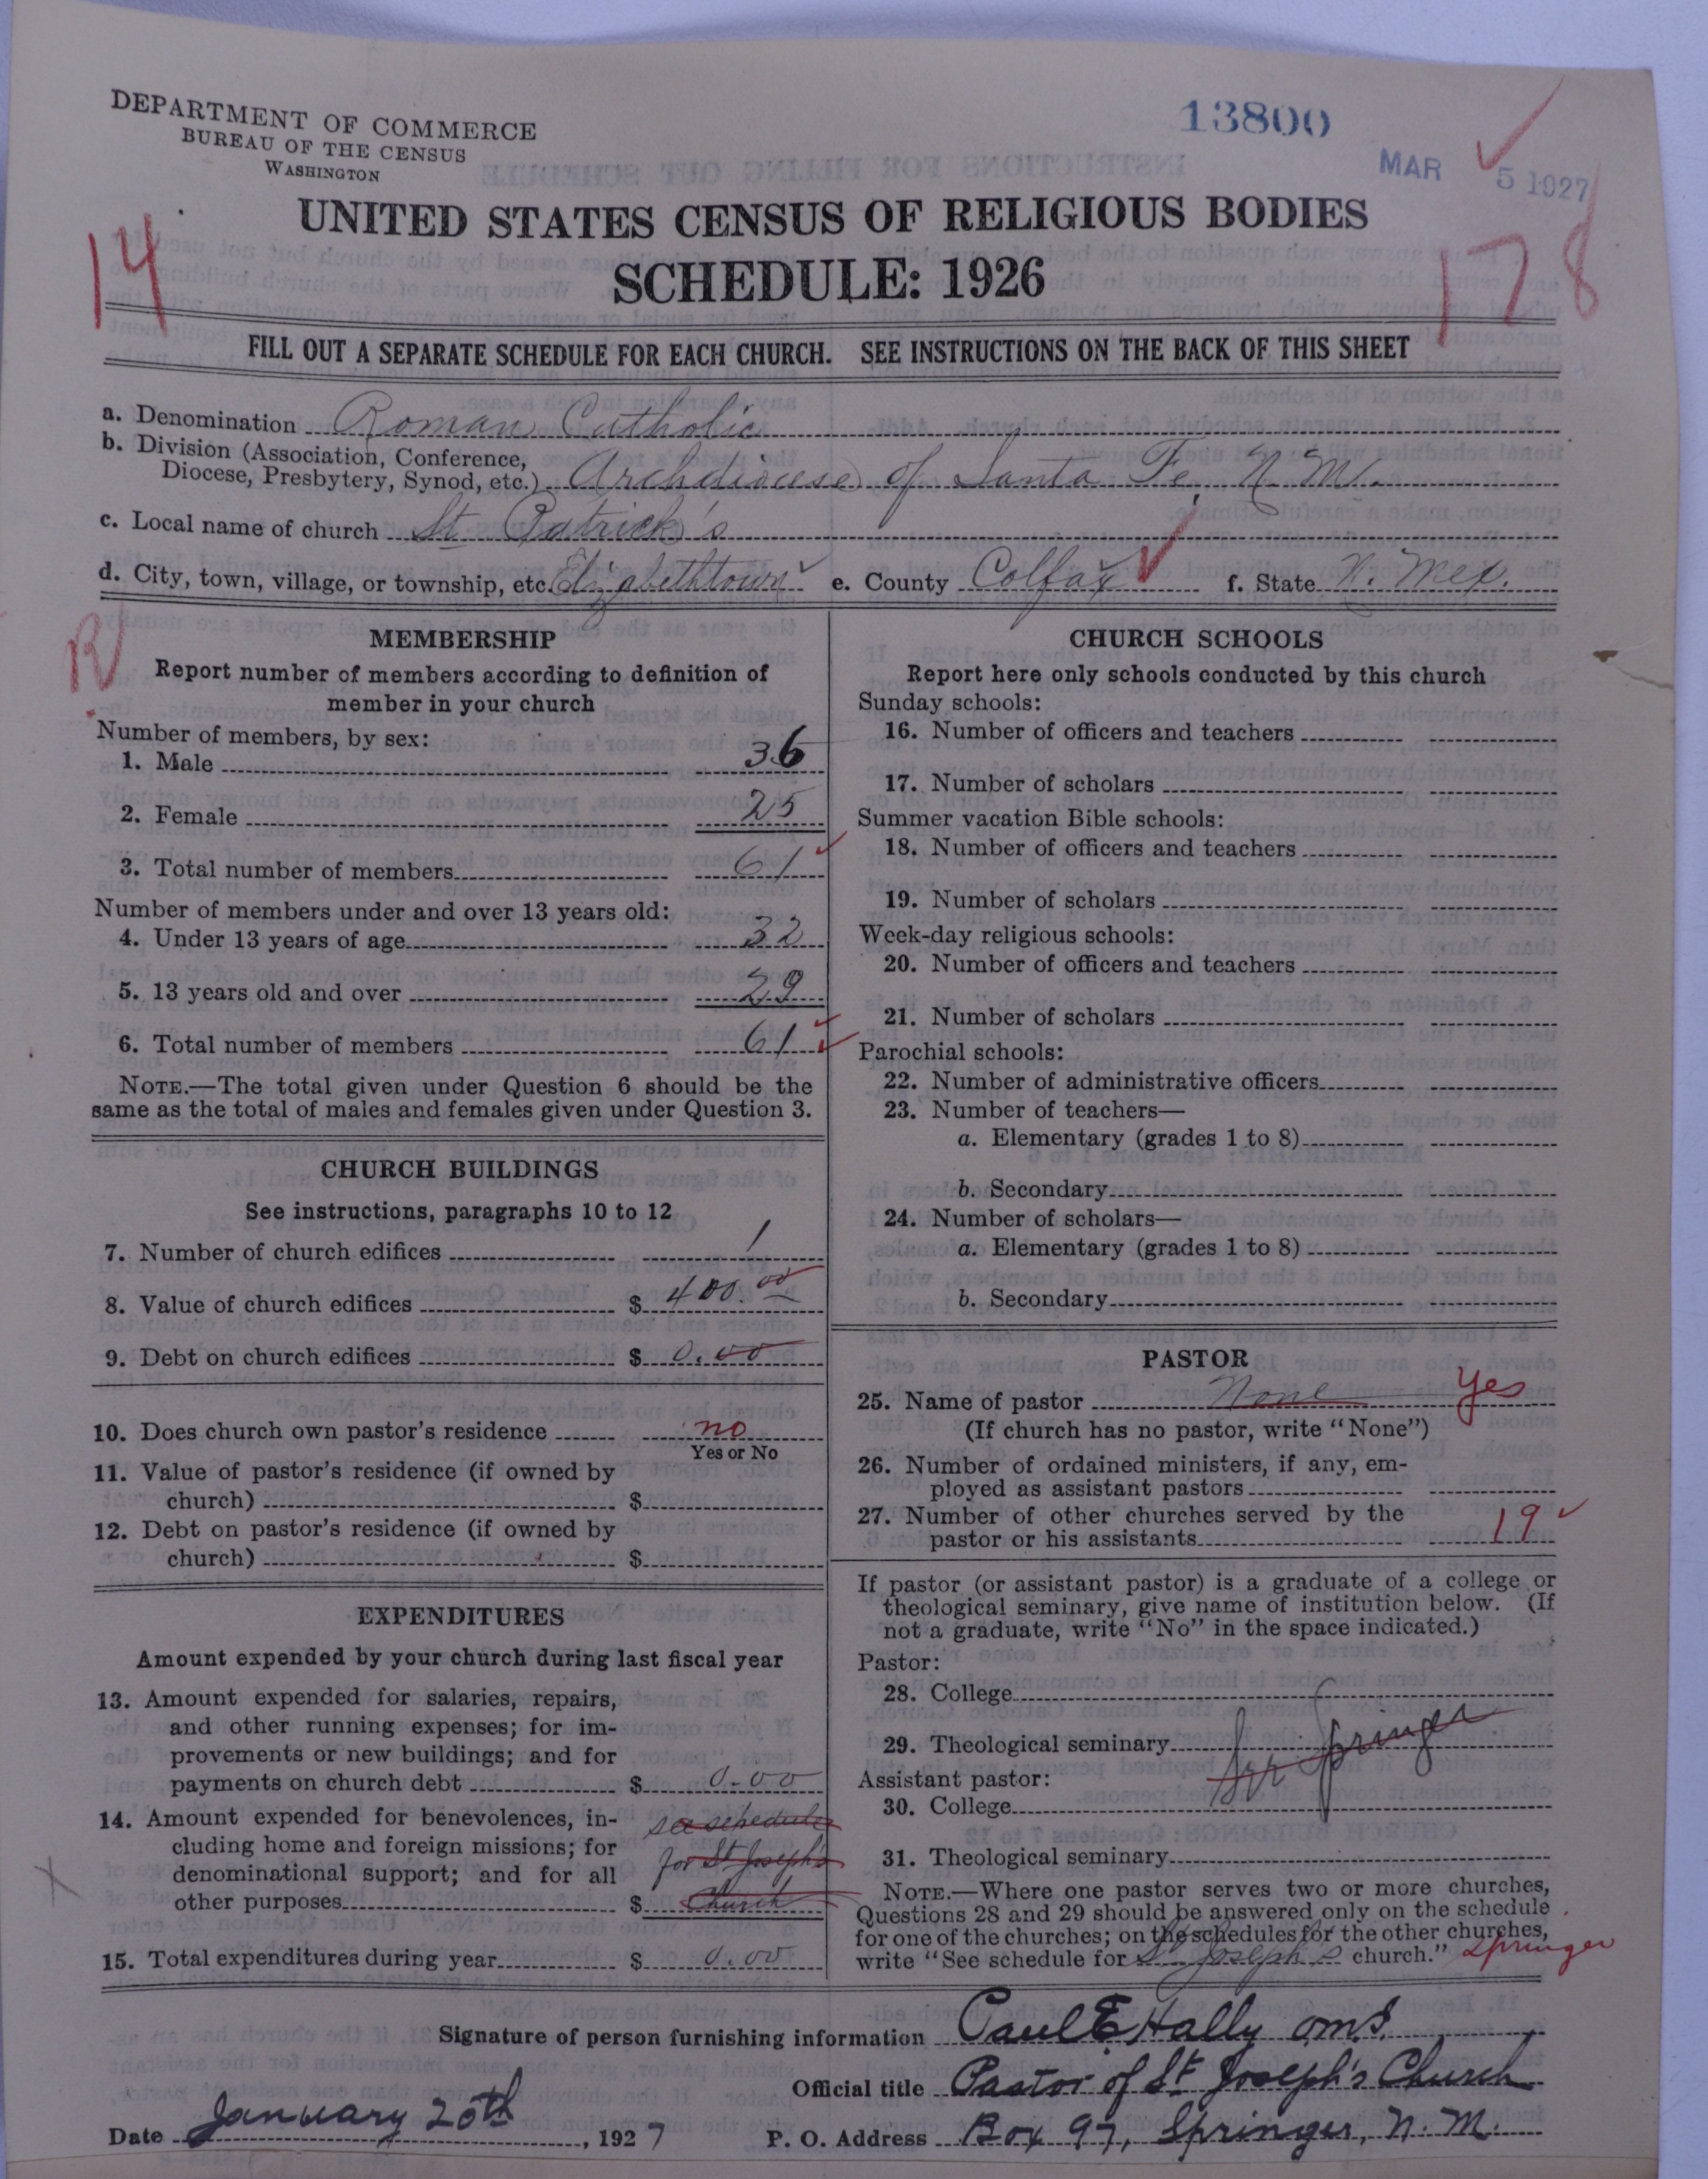 DEPARTMENT OF COMMERCE
BUREAU OF THE CENSUS
WASHINGTON
13800
MAR 5 1927
UNITED STATES CENSUS OF RELIGIOUS BODIES
SCHEDULE: 1926
14
178
FILL OUT A SEPARATE SCHEDULE FOR EACH CHURCH. SEE INSTRUCTIONS ON THE BACK OF THIS SHEET
a. Denomination Roman Catholic
b. Division (Association, Conference,
Diocese, Presbytery, Synod, etc.) Archdiocese of Santa Fe, N.M.
c. Local name of church St Patrick's
d. City, town, village, or township, etc. Elizabethtown e. County Colfax f. State N. Mex.
R
MEMBERSHIP
Report number of members according to definition of
member in your church
Number of members, by sex:
1. Male 36
2. Female 25
3. Total number of members 61
Number of members under and over 13 years old:
4. Under 13 years of age 32
5. 13 years old and over 29
6. Total number of members 61
NOTE.—The total given under Question 6 should be the
same as the total of males and females given under Question 3.
CHURCH BUILDINGS
See instructions, paragraphs 10 to 12
7. Number of church edifices 1
8. Value of church edifices $ 400.00
9. Debt on church edifices $ 0.00
10. Does church own pastor's residence no
Yes or No
11. Value of pastor's residence (if owned by
church) $
12. Debt on pastor's residence (if owned by
church) $
EXPENDITURES
Amount expended by your church during last fiscal year
13. Amount expended for salaries, repairs,
and other running expenses; for im-
provements or new buildings; and for
payments on church debt $ 0.00
14. Amount expended for benevolences, in- see schedule
cluding home and foreign missions; for
denominational support; and for all for St Joseph's
other purposes $ Church
15. Total expenditures during year $ 0.00
CHURCH SCHOOLS
Report here only schools conducted by this church
Sunday schools:
16. Number of officers and teachers
17. Number of scholars
Summer vacation Bible schools:
18. Number of officers and teachers
19. Number of scholars
Week-day religious schools:
20. Number of officers and teachers
21. Number of scholars
Parochial schools:
22. Number of administrative officers
23. Number of teachers—
a. Elementary (grades 1 to 8)
b. Secondary
24. Number of scholars—
a. Elementary (grades 1 to 8)
b. Secondary
PASTOR
25. Name of pastor None yes
(If church has no pastor, write "None")
26. Number of ordained ministers, if any, em-
ployed as assistant pastors
27. Number of other churches served by the
pastor or his assistants 19
If pastor (or assistant pastor) is a graduate of a college or
theological seminary, give name of institution below. (If
not a graduate, write "No" in the space indicated.)
Pastor:
28. College
29. Theological seminary Springer
Assistant pastor:
30. College
31. Theological seminary
NOTE.—Where one pastor serves two or more churches,
Questions 28 and 29 should be answered only on the schedule
for one of the churches; on the schedules for the other churches,
write "See schedule for St Joseph's church." Springer
Signature of person furnishing information Paul E Hally
Official title Pastor of St Joseph's Church
Date January 20th, 1927 P. O. Address Box 97, Springer, N. M.